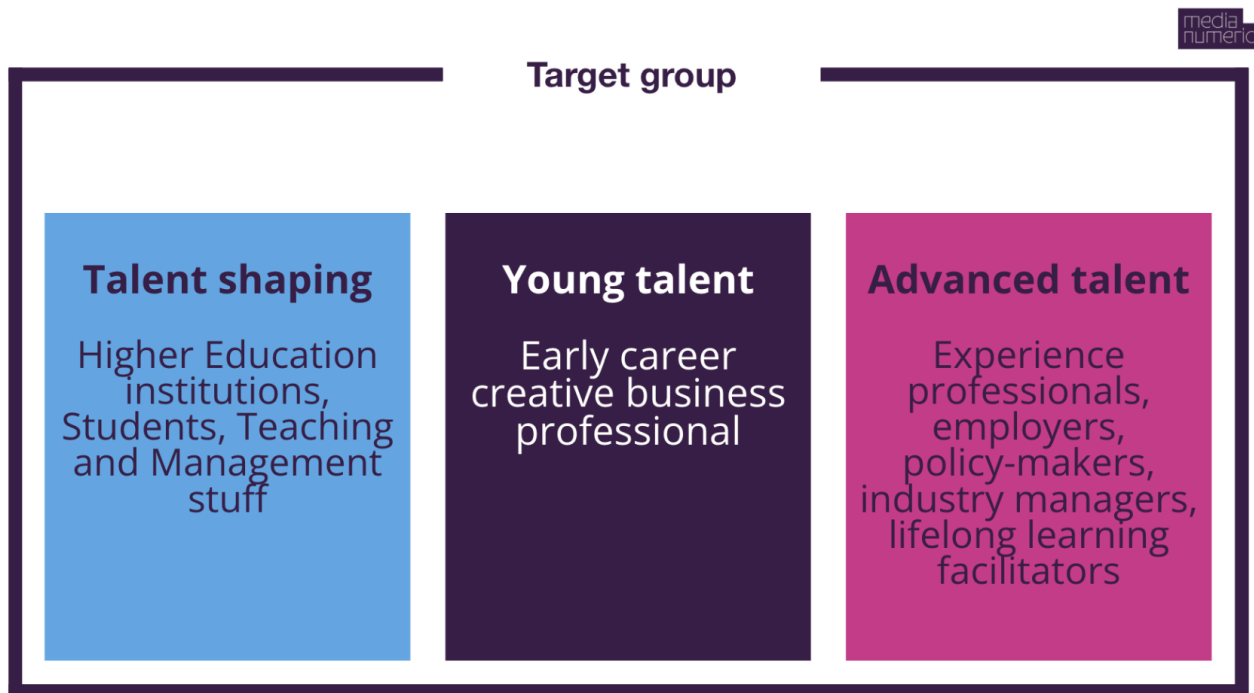 media
numeric
Target group
Talent shaping
Higher Education
institutions,
Students, Teaching
and Management
stuff
Young talent
Early career
creative business
professional
Advanced talent
Experience
professionals,
employers,
policy-makers,
industry managers,
lifelong learning
facilitators